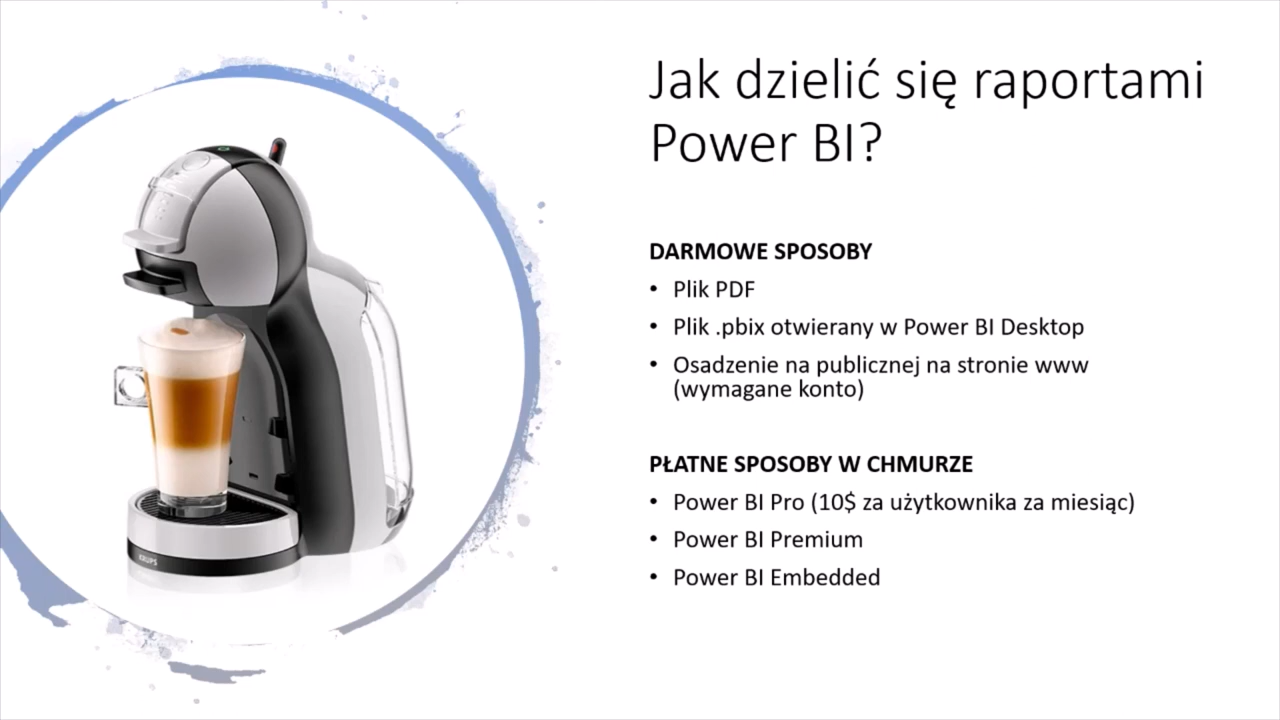 Jak dzielić się raportami
Power BI?
DARMOWE SPOSOBY
• Plik PDF
• Plik .pbix otwierany w Power BI Desktop
• Osadzenie na publicznej na stronie www
(wymagane konto)
PŁATNE SPOSOBY W CHMURZE
• Power BI Pro (10$ za użytkownika za miesiąc)
• Power BI Premium
• Power BI Embedded
KRUPS